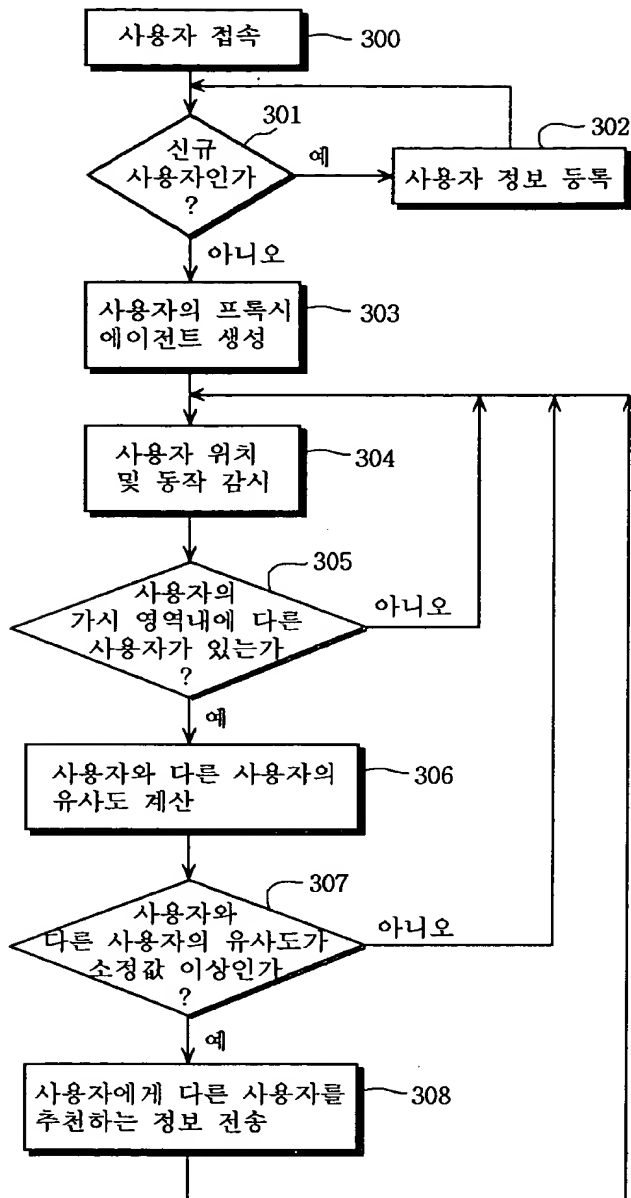 사용자 접속
300
301
신규
사용자인가
?
예
302
사용자 정보 등록
아니오
사용자의 프록시
에이전트 생성
303
사용자 위치
및 동작 감시
304
305
사용자의
가시 영역내에 다른
사용자가 있는가
?
아니오
예
사용자와 다른 사용자의
유사도 계산
306
307
사용자와
다른 사용자의 유사도가
소정값 이상인가
?
아니오
예
사용자에게 다른 사용자를
추천하는 정보 전송
308